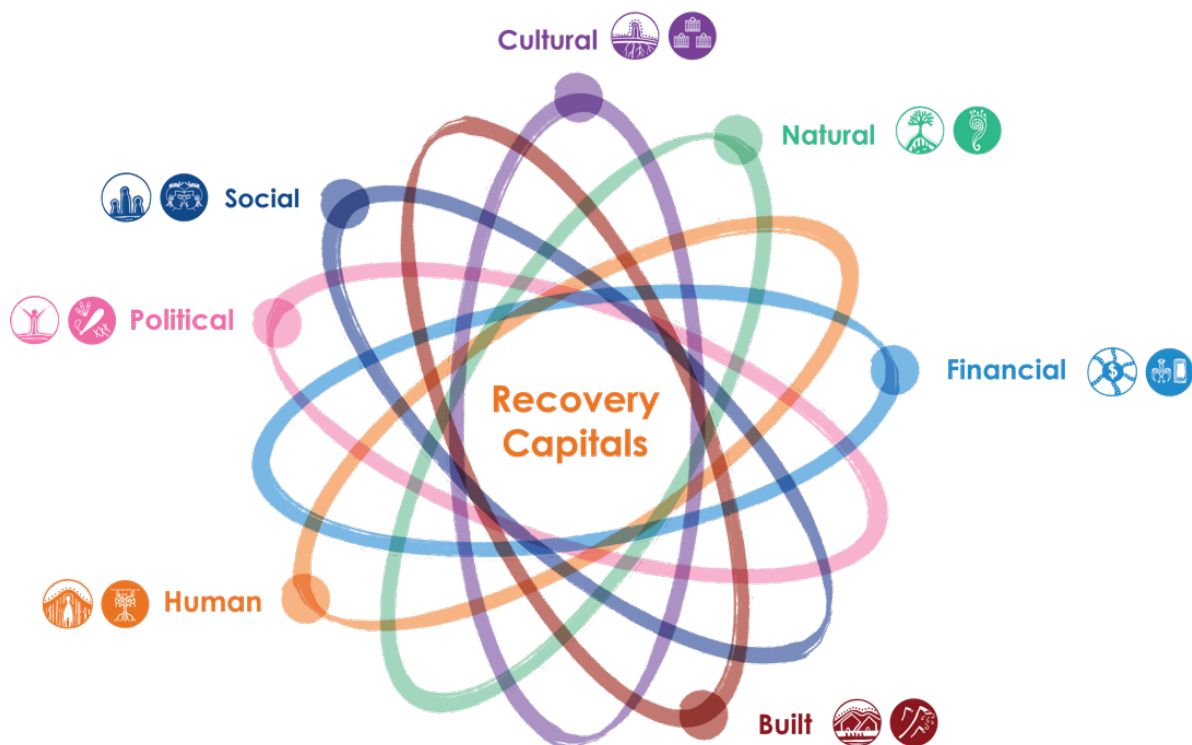 Cultural
Natural
Social
Political
Financial
$
Recovery
Capitals
Human
Built